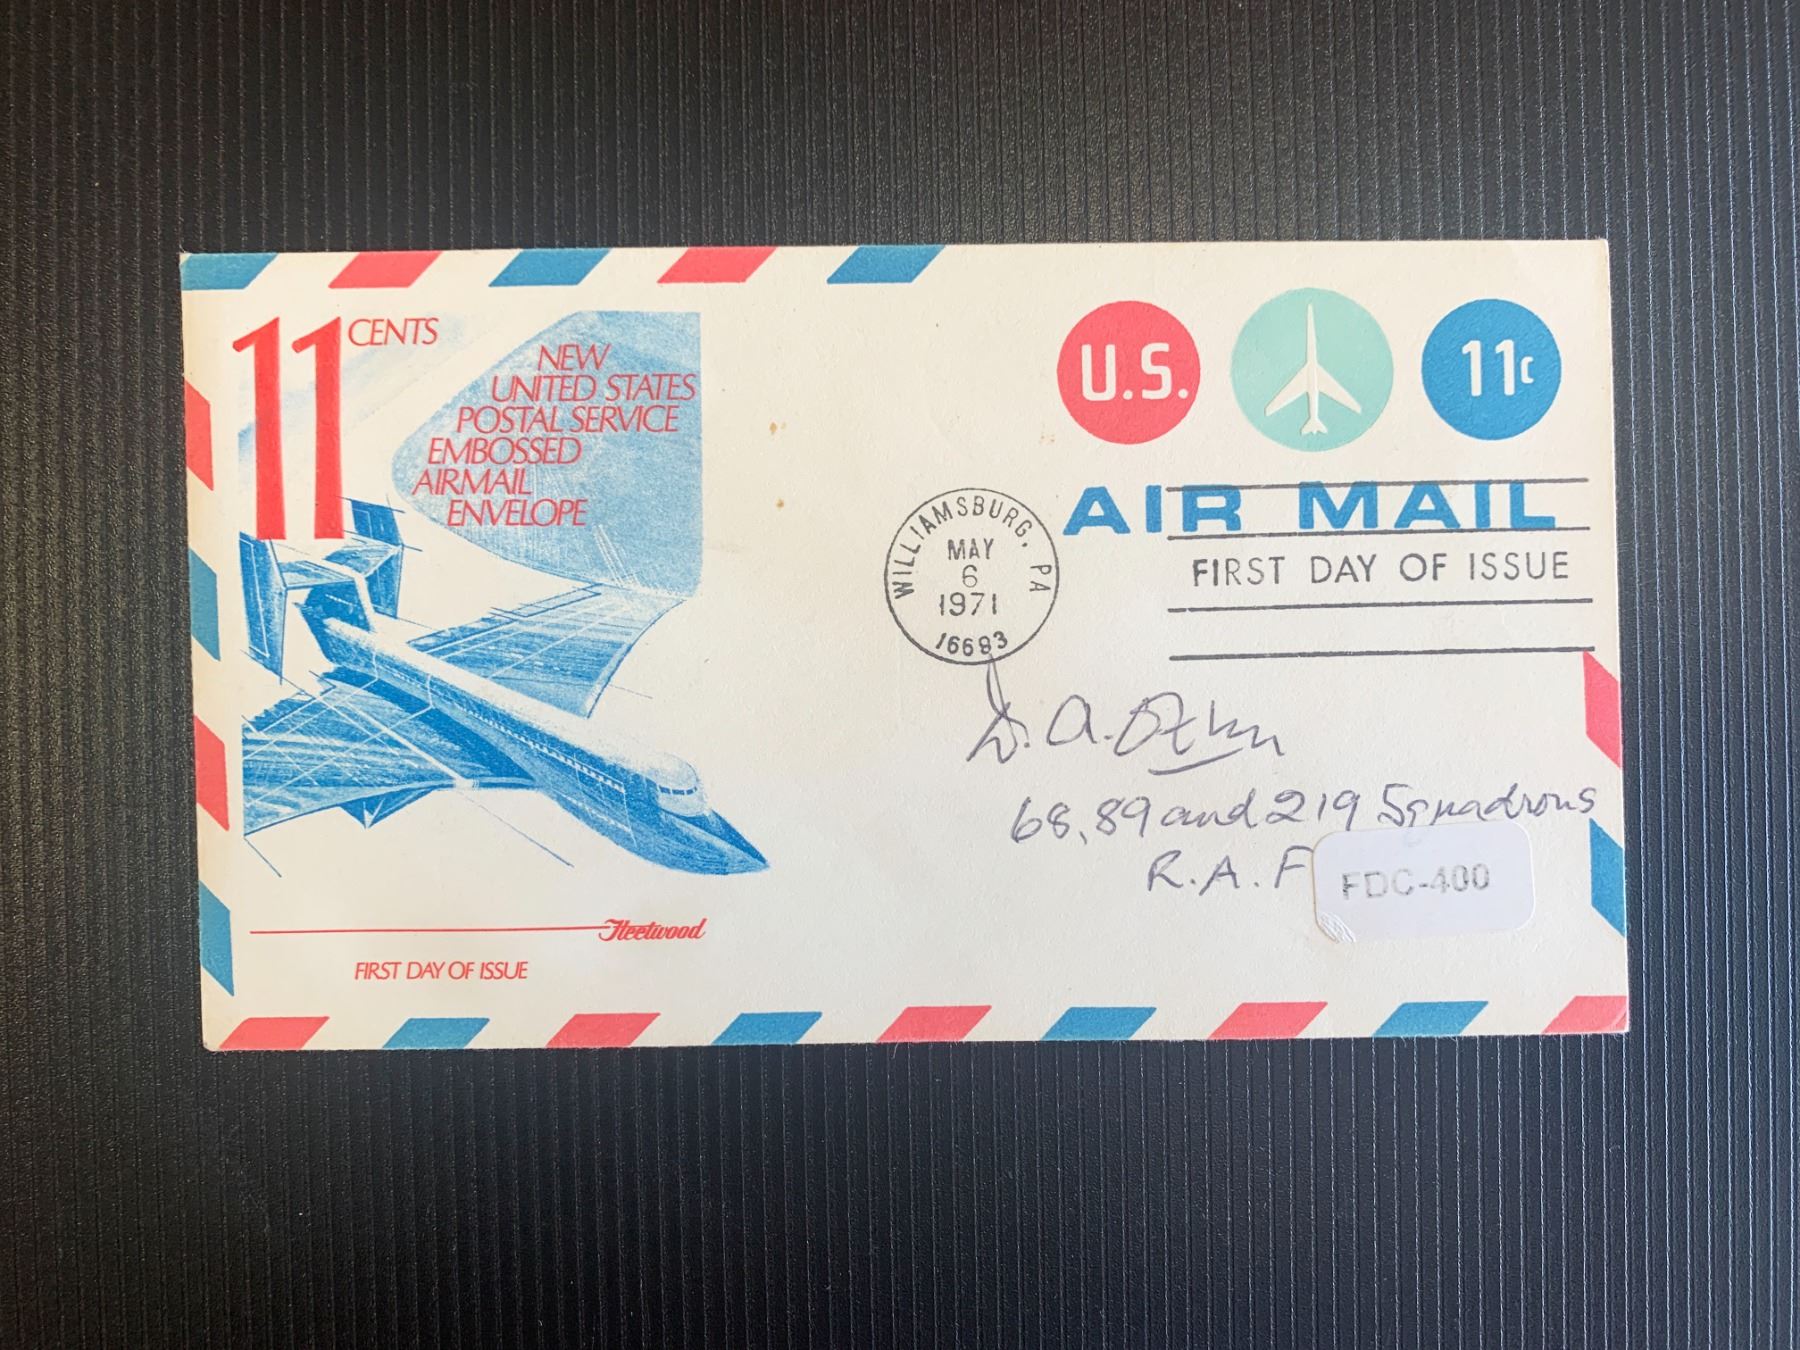 11 CENTS
NEW
UNITED STATES
POSTAL SERVICE
EMBOSSED
AIRMAIL
ENVELOPE
Fleetwood
FIRST DAY OF ISSUE
U.S.
11c
AIR MAIL
WILLIAMSBURG, PA
MAY
6
1971
16693
FIRST DAY OF ISSUE
D. A.
68, 89 and 219 Squadrons
R.A.F
FDC-400